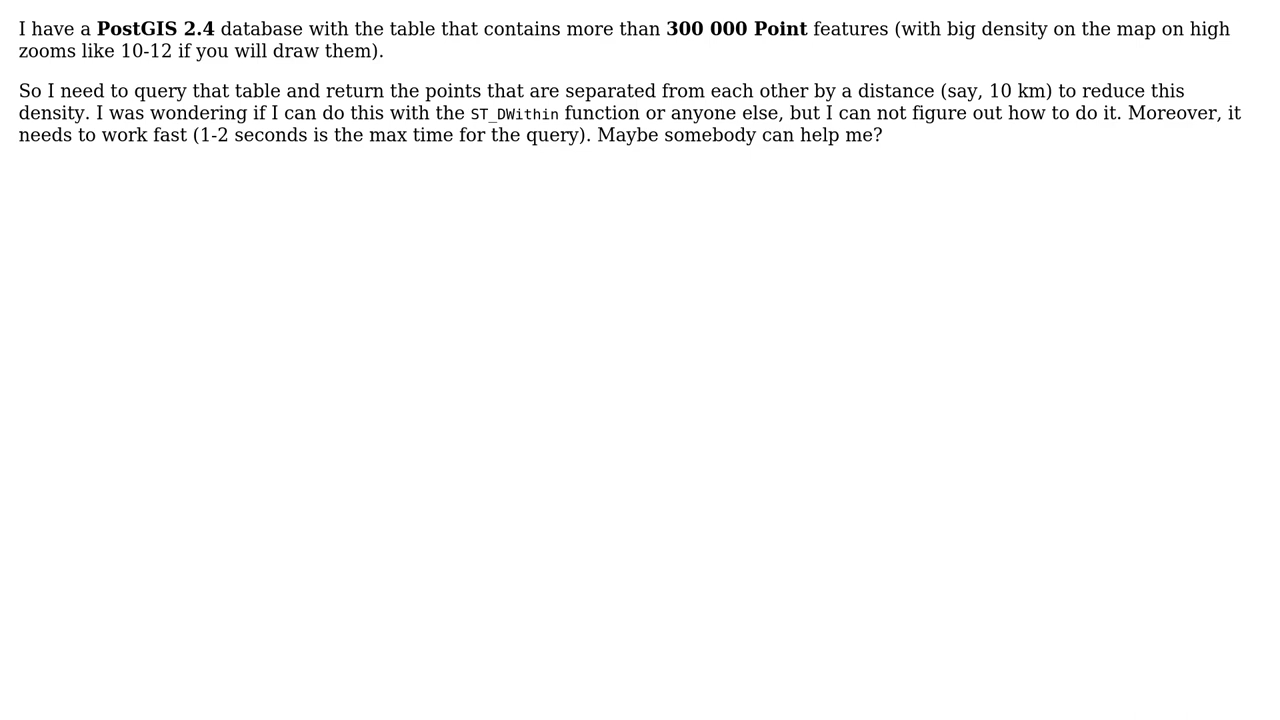 I have a PostGIS 2.4 database with the table that contains more than 300 000 Point features (with big density on the map on high
zooms like 10-12 if you will draw them).
So I need to query that table and return the points that are separated from each other by a distance (say, 10 km) to reduce this
density. I was wondering if I can do this with the ST_DWithin function or anyone else, but I can not figure out how to do it. Moreover, it
needs to work fast (1-2 seconds is the max time for the query). Maybe somebody can help me?